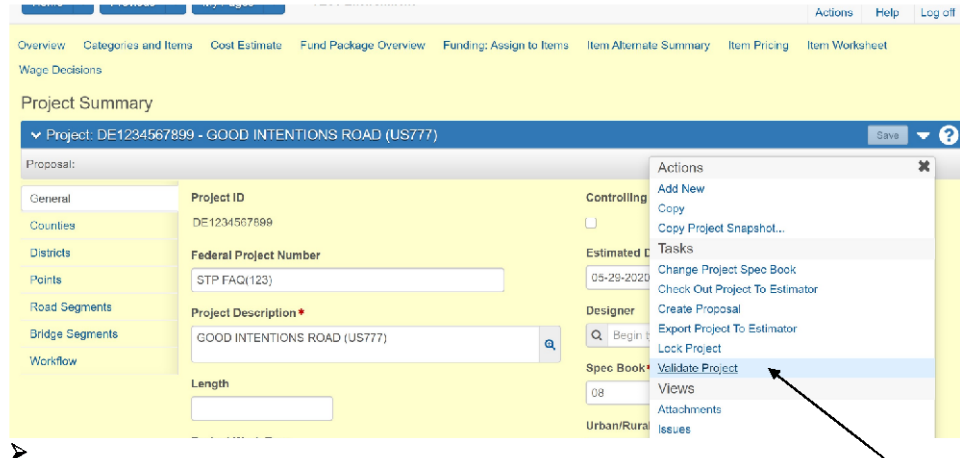 Actions Help Log off
Overview Categories and Items Cost Estimate Fund Package Overview Funding: Assign to Items Item Alternate Summary Item Pricing Item Worksheet
Wage Decisions
Project Summary
Project: DE1234567899 - GOOD INTENTIONS ROAD (US777) Save
Proposal:
General
Counties
Districts
Points
Road Segments
Bridge Segments
Workflow
Project ID
DE1234567899
Federal Project Number
STP FAQ(123)
Project Description*
GOOD INTENTIONS ROAD (US777)
Length
Controlling
Estimated D
05-29-2020
Designer
Begin t
Spec Book*
08
Urban/Rural
Actions
Add New
Copy
Copy Project Snapshot...
Tasks
Change Project Spec Book
Check Out Project To Estimator
Create Proposal
Export Project To Estimator
Lock Project
Validate Project
Views
Attachments
Issues